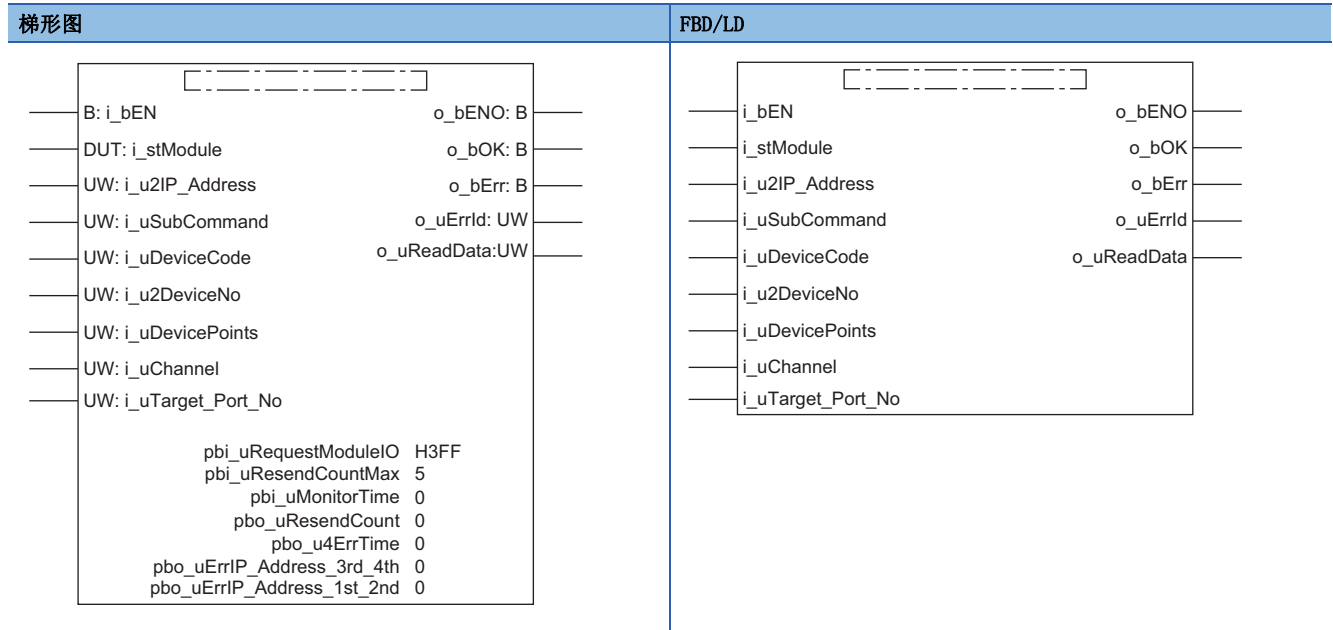 梯形图
FBD/LD
B: i_bEN
o_bENO: B
DUT: i_stModule
o_bOK: B
UW: i_u2IP_Address
o_bErr: B
UW: i_uSubCommand
o_uErrId: UW
UW: i_uDeviceCode
o_uReadData:UW
UW: i_u2DeviceNo
UW: i_uDevicePoints
UW: i_uChannel
UW: i_uTarget_Port_No
pbi_uRequestModuleIO H3FF
pbi_uResendCountMax 5
pbi_uMonitorTime 0
pbo_uResendCount 0
pbo_u4ErrTime 0
pbo_uErrIP_Address_3rd_4th 0
pbo_uErrIP_Address_1st_2nd 0
i_bEN
o_bENO
i_stModule
o_bOK
i_u2IP_Address
o_bErr
i_uSubCommand
o_uErrId
i_uDeviceCode
o_uReadData
i_u2DeviceNo
i_uDevicePoints
i_uChannel
i_uTarget_Port_No